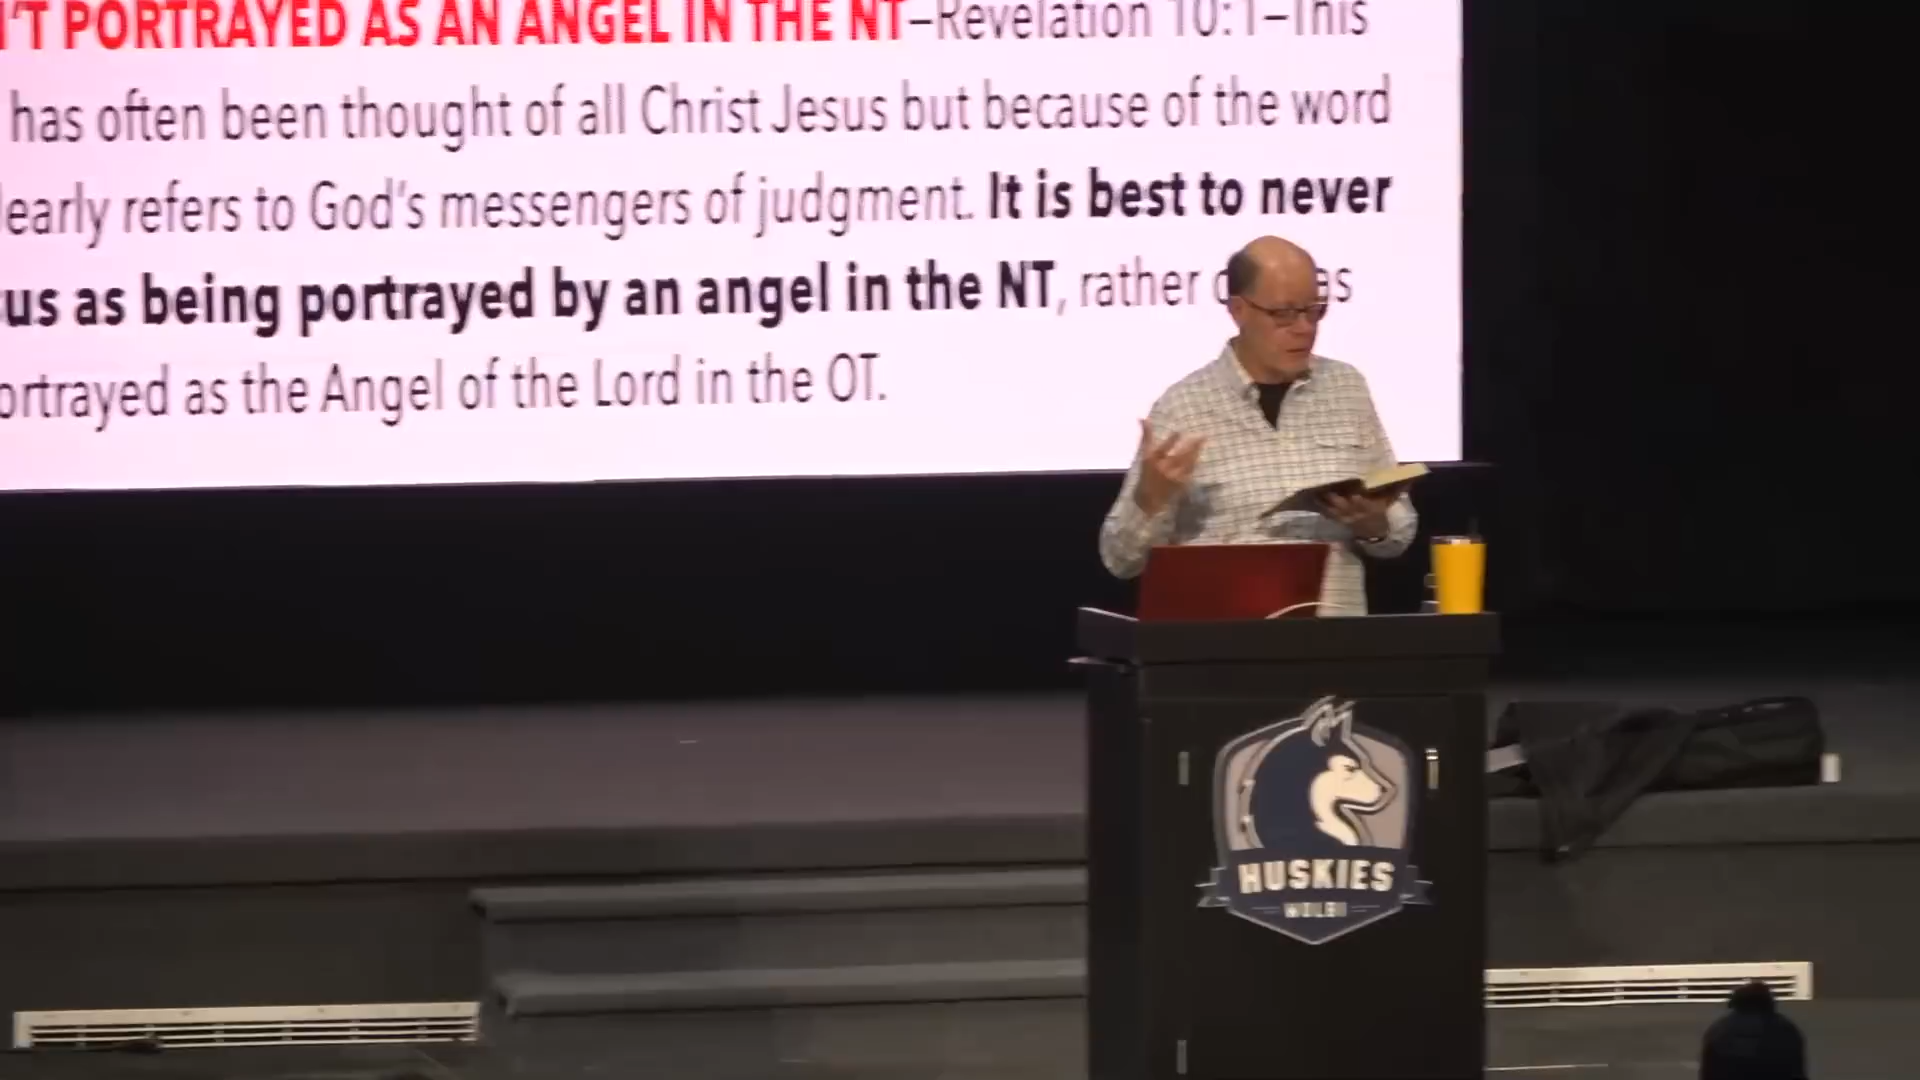 'T PORTRAYED AS AN ANGEL IN THE NT–Revelation 10:1–This
has often been thought of all Christ Jesus but because of the word
learly refers to God's messengers of judgment. It is best to never
us as being portrayed by an angel in the NT, rather as
ortrayed as the Angel of the Lord in the OT.
HUSKIES
WOLBI